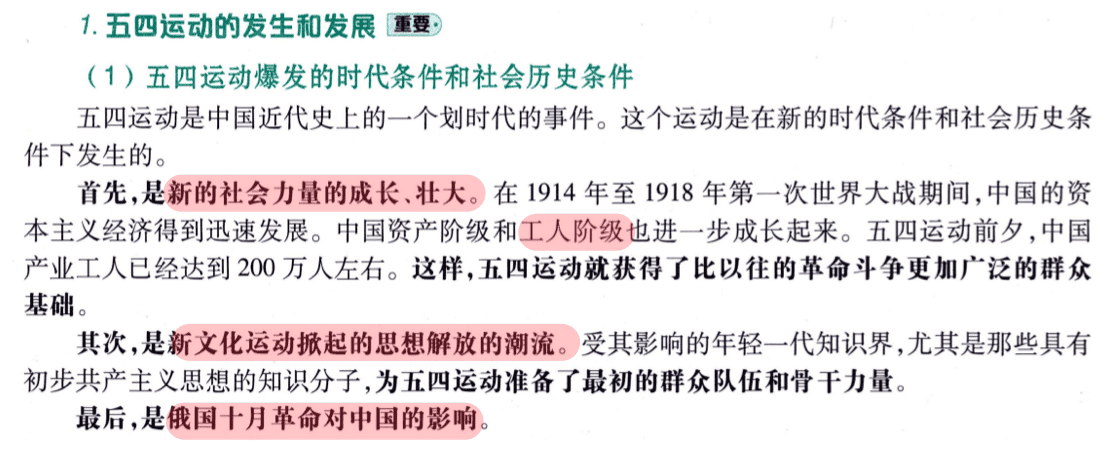 1. 五四运动的发生和发展 重要
（1）五四运动爆发的时代条件和社会历史条件
五四运动是中国近代史上的一个划时代的事件。这个运动是在新的时代条件和社会历史条
件下发生的。
首先,是新的社会力量的成长、壮大。在 1914 年至 1918 年第一次世界大战期间,中国的资
本主义经济得到迅速发展。中国资产阶级和工人阶级也进一步成长起来。五四运动前夕,中国
产业工人已经达到 200 万人左右。这样,五四运动就获得了比以往的革命斗争更加广泛的群众
基础。
其次,是新文化运动掀起的思想解放的潮流。受其影响的年轻一代知识界,尤其是那些具有
初步共产主义思想的知识分子,为五四运动准备了最初的群众队伍和骨干力量。
最后,是俄国十月革命对中国的影响。